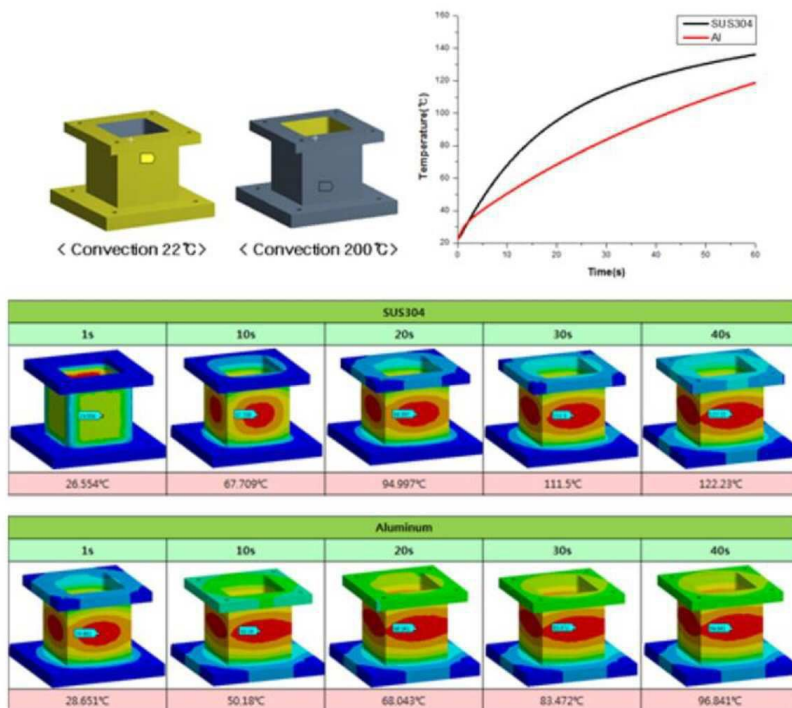 160
140
120
100
80
60
40
20
0 10 20 30 40 50 60
Temperature(℃)
Time(s)
SUS304
Al
< Convection 22℃>
< Convection 200℃>
SUS304
1s 10s 20s 30s 40s
26.554℃ 67.709℃ 94.997℃ 111.5℃ 122.23℃
Aluminum
1s 10s 20s 30s 40s
28.651℃ 50.18℃ 68.043℃ 83.472℃ 96.841℃